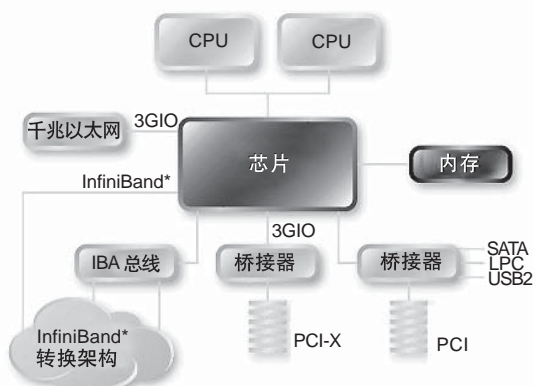 CPU
CPU
千兆以太网
3GIO
芯片
内存
InfiniBand*
3GIO
IBA 总线
桥接器
桥接器
SATA
LPC
USB2
InfiniBand*
转换架构
PCI-X
PCI